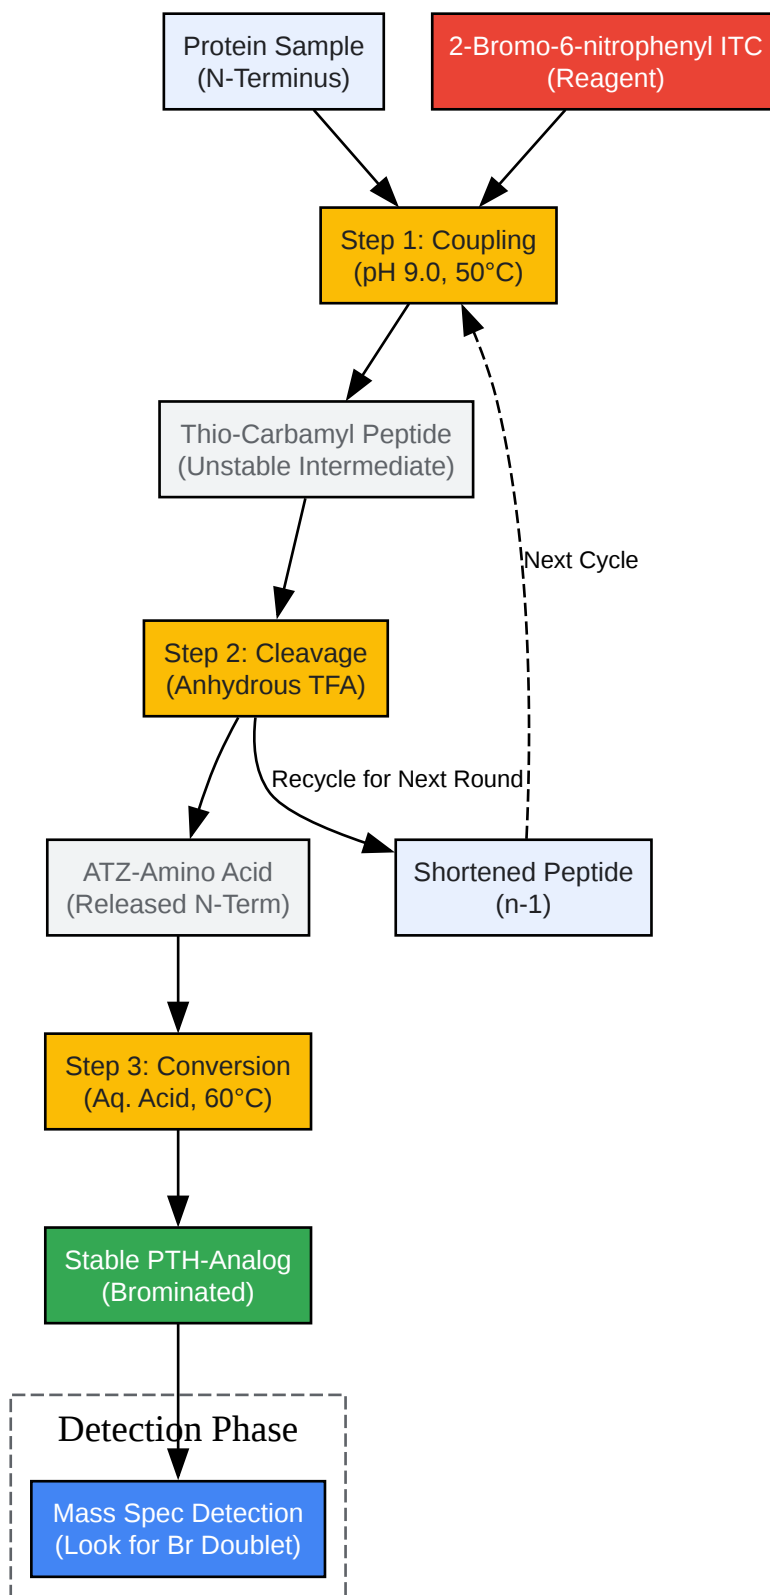 Protein Sample
(N-Terminus)
2-Bromo-6-nitrophenyl ITC
(Reagent)
Step 1: Coupling
(pH 9.0, 50°C)
Thio-Carbamyl Peptide
(Unstable Intermediate)
Next Cycle
Step 2: Cleavage
(Anhydrous TFA)
Recycle for Next Round
ATZ-Amino Acid
(Released N-Term)
Shortened Peptide
(n-1)
Step 3: Conversion
(Aq. Acid, 60°C)
Stable PTH-Analog
(Brominated)
Detection Phase
Mass Spec Detection
(Look for Br Doublet)